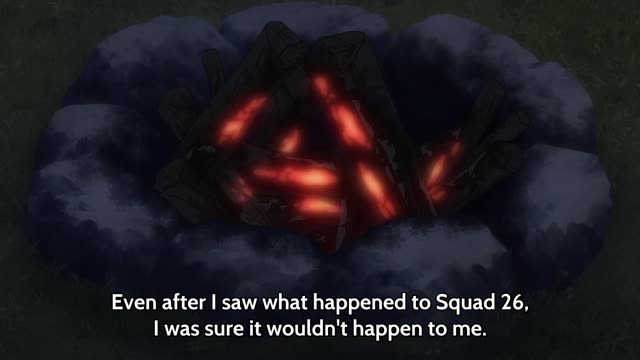 Even after I saw what happened to Squad 26,
I was sure it wouldn't happen to me.